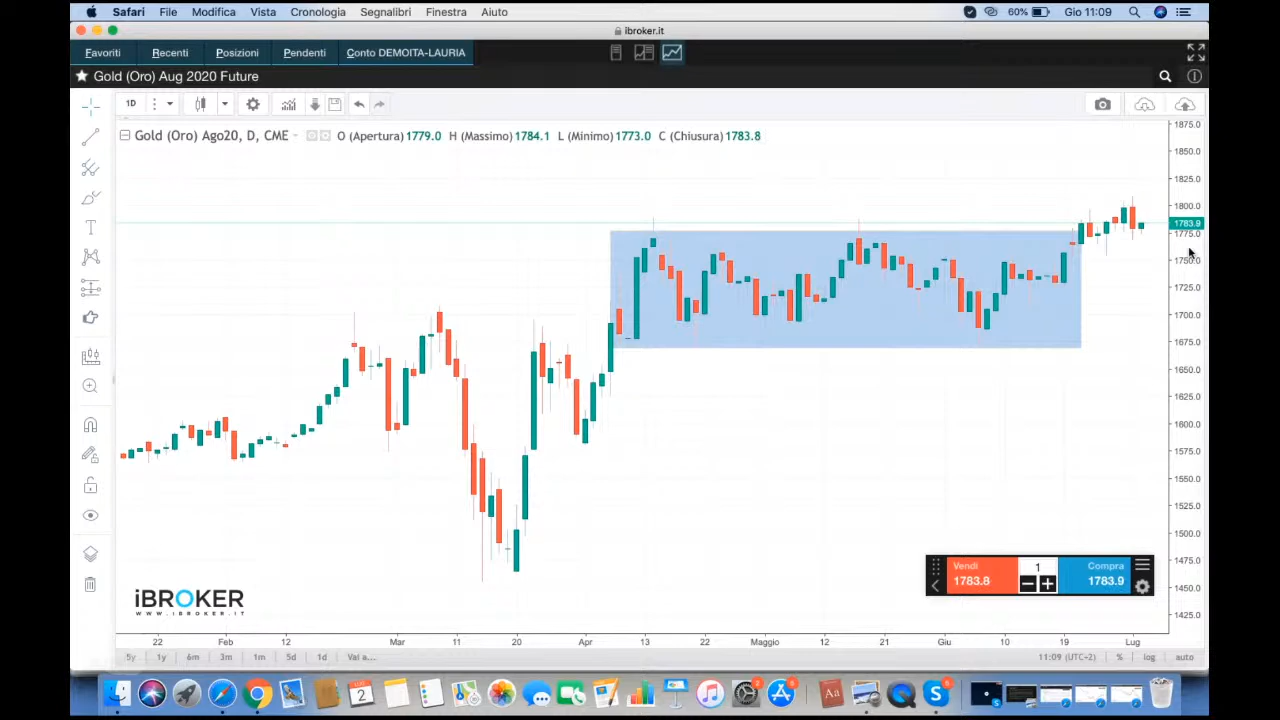 Safari File Modifica Vista Cronologia Segnalibri Finestra Aiuto 60% Gio 11:09
ibroker.it
Favoriti Recenti Posizioni Pendenti Conto DEMOITA-LAURIA
Gold (Oro) Aug 2020 Future
1D
Gold (Oro) Ago20, D, CME O (Apertura) 1779.0 H (Massimo) 1784.1 L (Minimo) 1773.0 C (Chiusura) 1783.8
1875.0
1850.0
1825.0
1800.0
1783.9
1775.0
1750.0
1725.0
1700.0
1675.0
1650.0
1625.0
1600.0
1575.0
1550.0
1525.0
1500.0
1475.0
1450.0
1425.0
Vendi 1 Compra
1783.8 1783.9
iBROKER
WWW.IBROKER.IT
22 Feb 12 Mar 11 20 Apr 13 22 Maggio 12 21 Giu 10 19 Lug
5y 1y 6m 3m 1m 5d 1d Vai a... 11:09 (UTC-2) % log auto